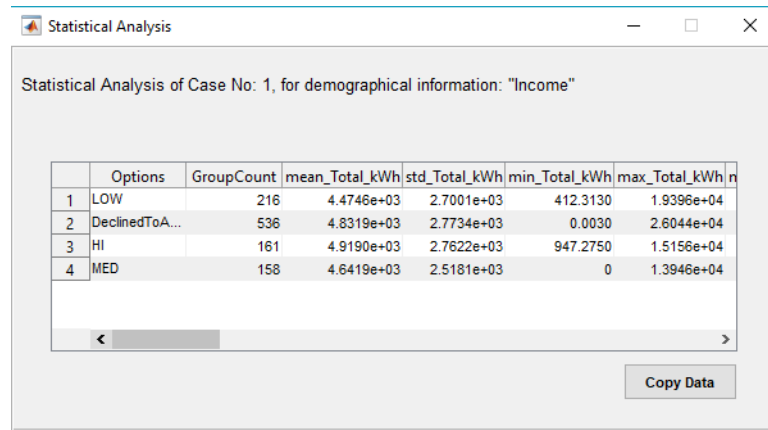 Statistical Analysis
Statistical Analysis of Case No: 1, for demographical information: "Income"
Options GroupCount mean_Total_kWh std_Total_kWh min_Total_kWh max_Total_kWh n
1 LOW 216 4.4746e+03 2.7001e+03 412.3130 1.9396e+04
2 DeclinedToA... 536 4.8319e+03 2.7734e+03 0.0030 2.6044e+04
3 HI 161 4.9190e+03 2.7622e+03 947.2750 1.5156e+04
4 MED 158 4.6419e+03 2.5181e+03 0 1.3946e+04
Copy Data